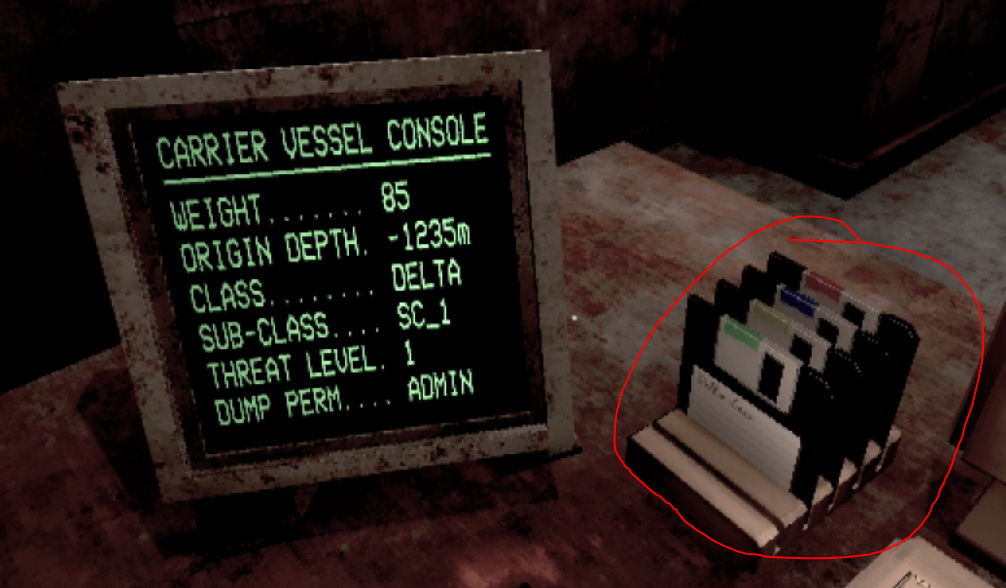 CARRIER VESSEL CONSOLE
WEIGHT....... 85
ORIGIN DEPTH. -1235m
CLASS........ DELTA
SUB-CLASS.... SC_1
THREAT LEVEL. 1
DUMP PERM.... ADMIN